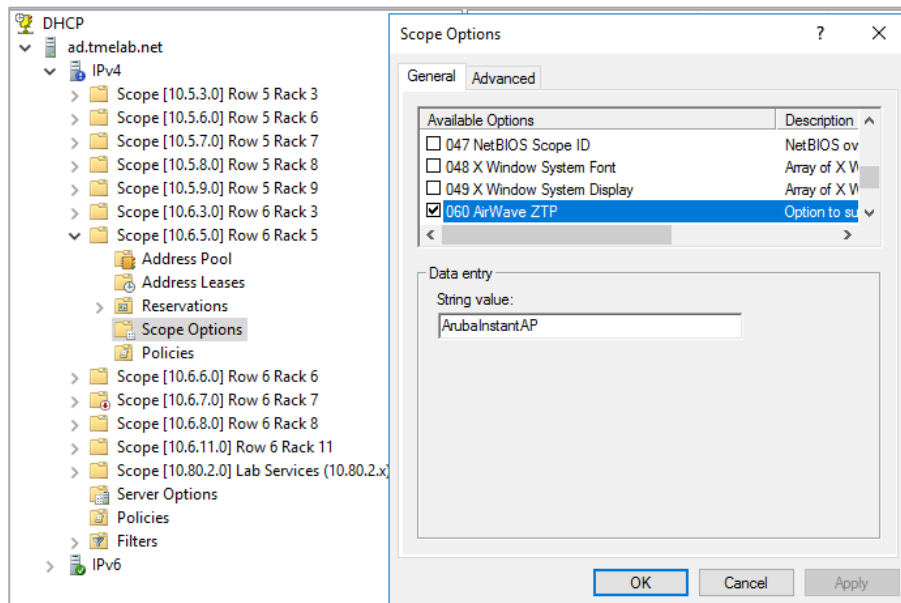 DHCP
ad.tmelab.net
IPv4
Scope [10.5.3.0] Row 5 Rack 3
Scope [10.5.6.0] Row 5 Rack 6
Scope [10.5.7.0] Row 5 Rack 7
Scope [10.5.8.0] Row 5 Rack 8
Scope [10.5.9.0] Row 5 Rack 9
Scope [10.6.3.0] Row 6 Rack 3
Scope [10.6.5.0] Row 6 Rack 5
Address Pool
Address Leases
Reservations
Scope Options
Policies
Scope [10.6.6.0] Row 6 Rack 6
Scope [10.6.7.0] Row 6 Rack 7
Scope [10.6.8.0] Row 6 Rack 8
Scope [10.6.11.0] Row 6 Rack 11
Scope [10.80.2.0] Lab Services (10.80.2.x)
Server Options
Policies
Filters
IPv6
Scope Options ? ×
General Advanced
Available Options Description
047 NetBIOS Scope ID NetBIOS ov
048 X Window System Font Array of X W
049 X Window System Display Array of X W
060 AirWave ZTP Option to su
Data entry
String value:
ArubaInstantAP
OK Cancel Apply